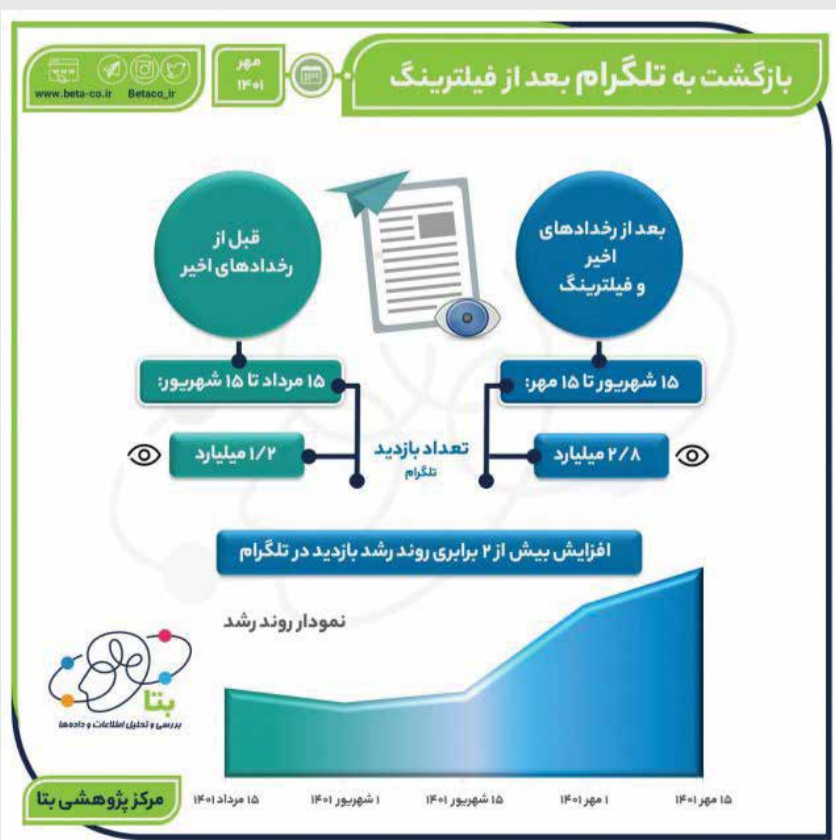 بازگشت به تلگرام بعد از فیلترینگ
مهر
۱۴۰۱
www.beta-co.ir Betaco_ir
بعد از رخدادهای
اخیر
و فیلترینگ
قبل از
رخدادهای اخیر
۱۵ شهریور تا ۱۵ مهر:
۱۵ مرداد تا ۱۵ شهریور:
تعداد بازدید
تلگرام
۲/۸ میلیارد
۱/۲ میلیارد
افزایش بیش از ۲ برابری روند رشد بازدید در تلگرام
نمودار روند رشد
بتا
بررسی و تحلیل اطلاعات و داده‌ها
۱۵ مرداد ۱۴۰۱
۱ شهریور ۱۴۰۱
۱۵ شهریور ۱۴۰۱
۱ مهر ۱۴۰۱
۱۵ مهر ۱۴۰۱
مرکز پژوهشی بتا